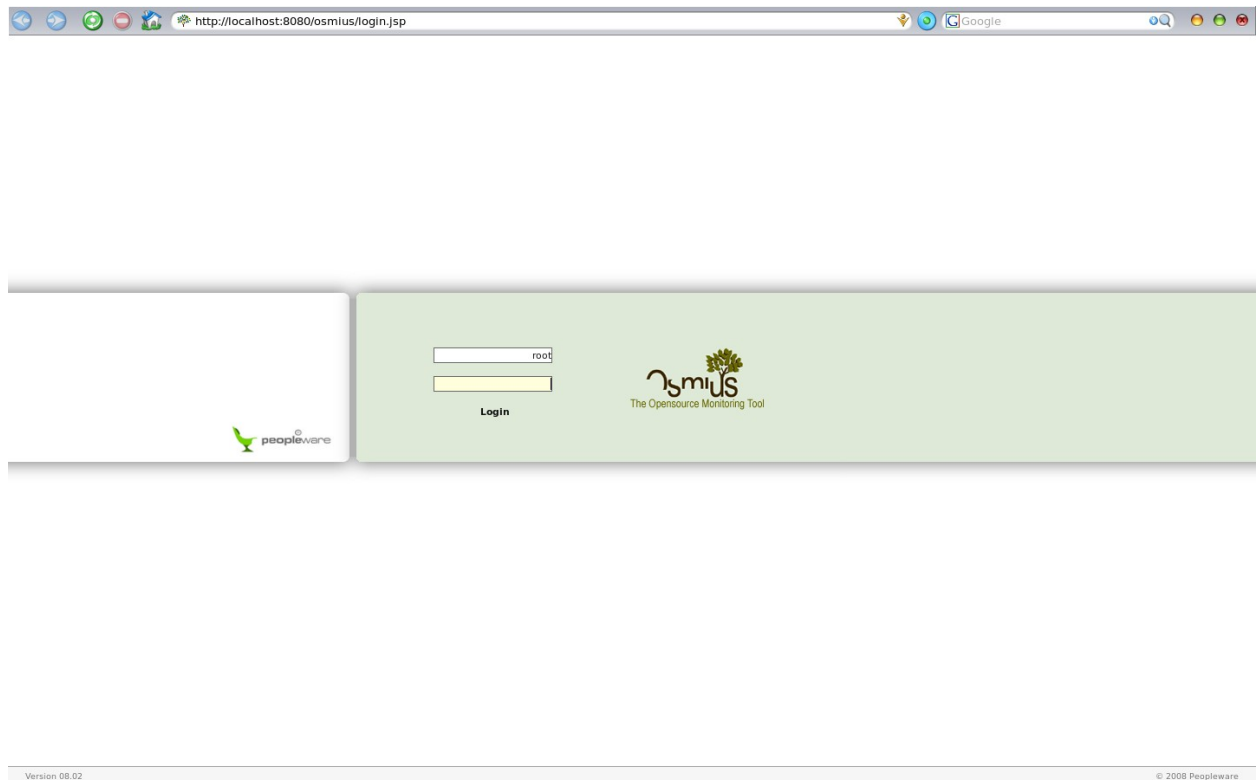 http://localhost:8080/osmius/login.jsp
G Google
root
Login
Osmius
The Opensource Monitoring Tool
peopleware
Version 08.02
© 2008 Peopleware